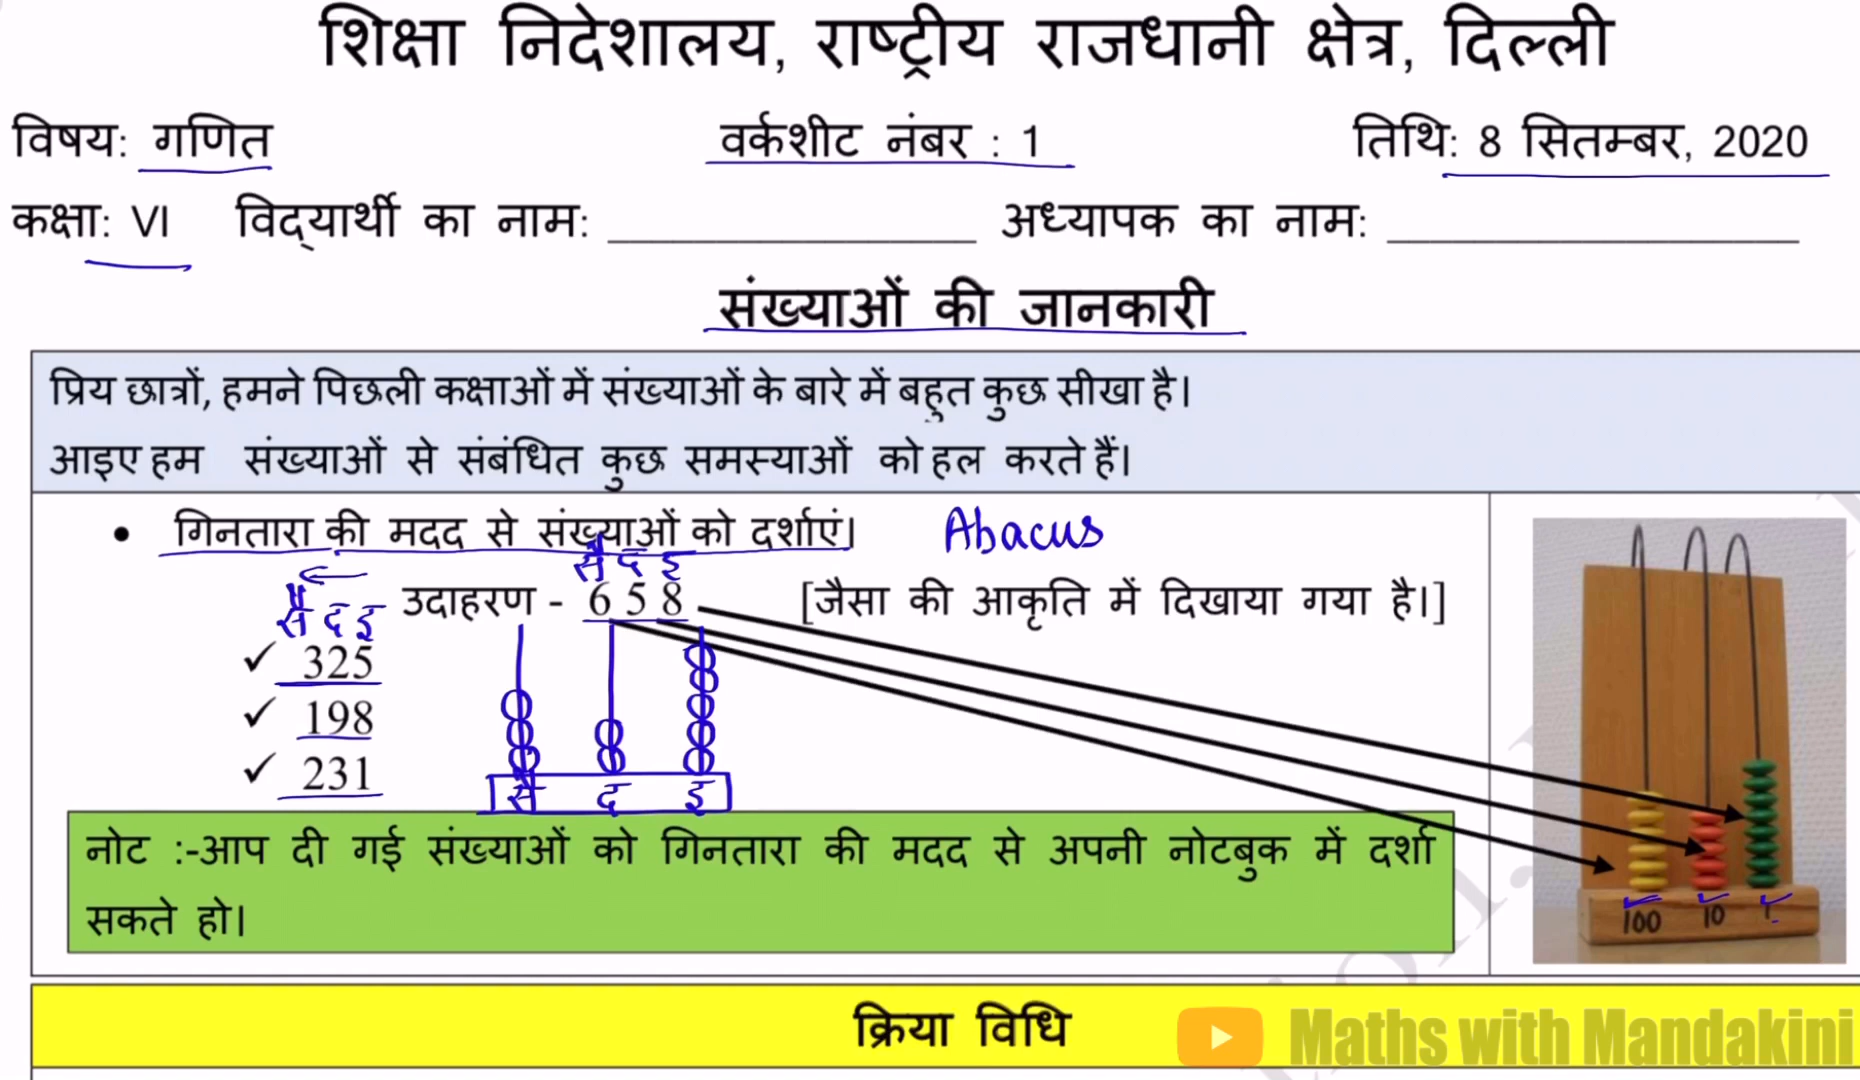 शिक्षा निदेशालय, राष्ट्रीय राजधानी क्षेत्र, दिल्ली
विषय: गणित वर्कशीट नंबर : 1 तिथि: 8 सितम्बर, 2020
कक्षा: VI विद्यार्थी का नाम: ________________ अध्यापक का नाम: __________________
संख्याओं की जानकारी
प्रिय छात्रों, हमने पिछली कक्षाओं में संख्याओं के बारे में बहुत कुछ सीखा है।
आइए हम संख्याओं से संबंधित कुछ समस्याओं को हल करते हैं।
• गिनतारा की मदद से संख्याओं को दर्शाएं। Abacus
सै द इ
उदाहरण - 6 5 8 [जैसा की आकृति में दिखाया गया है।]
सै द इ
✓ 325
✓ 198
✓ 231
सै द इ
नोट :-आप दी गई संख्याओं को गिनतारा की मदद से अपनी नोटबुक में दर्शा
सकते हो।
100 10 1
क्रिया विधि
Maths with Mandakini